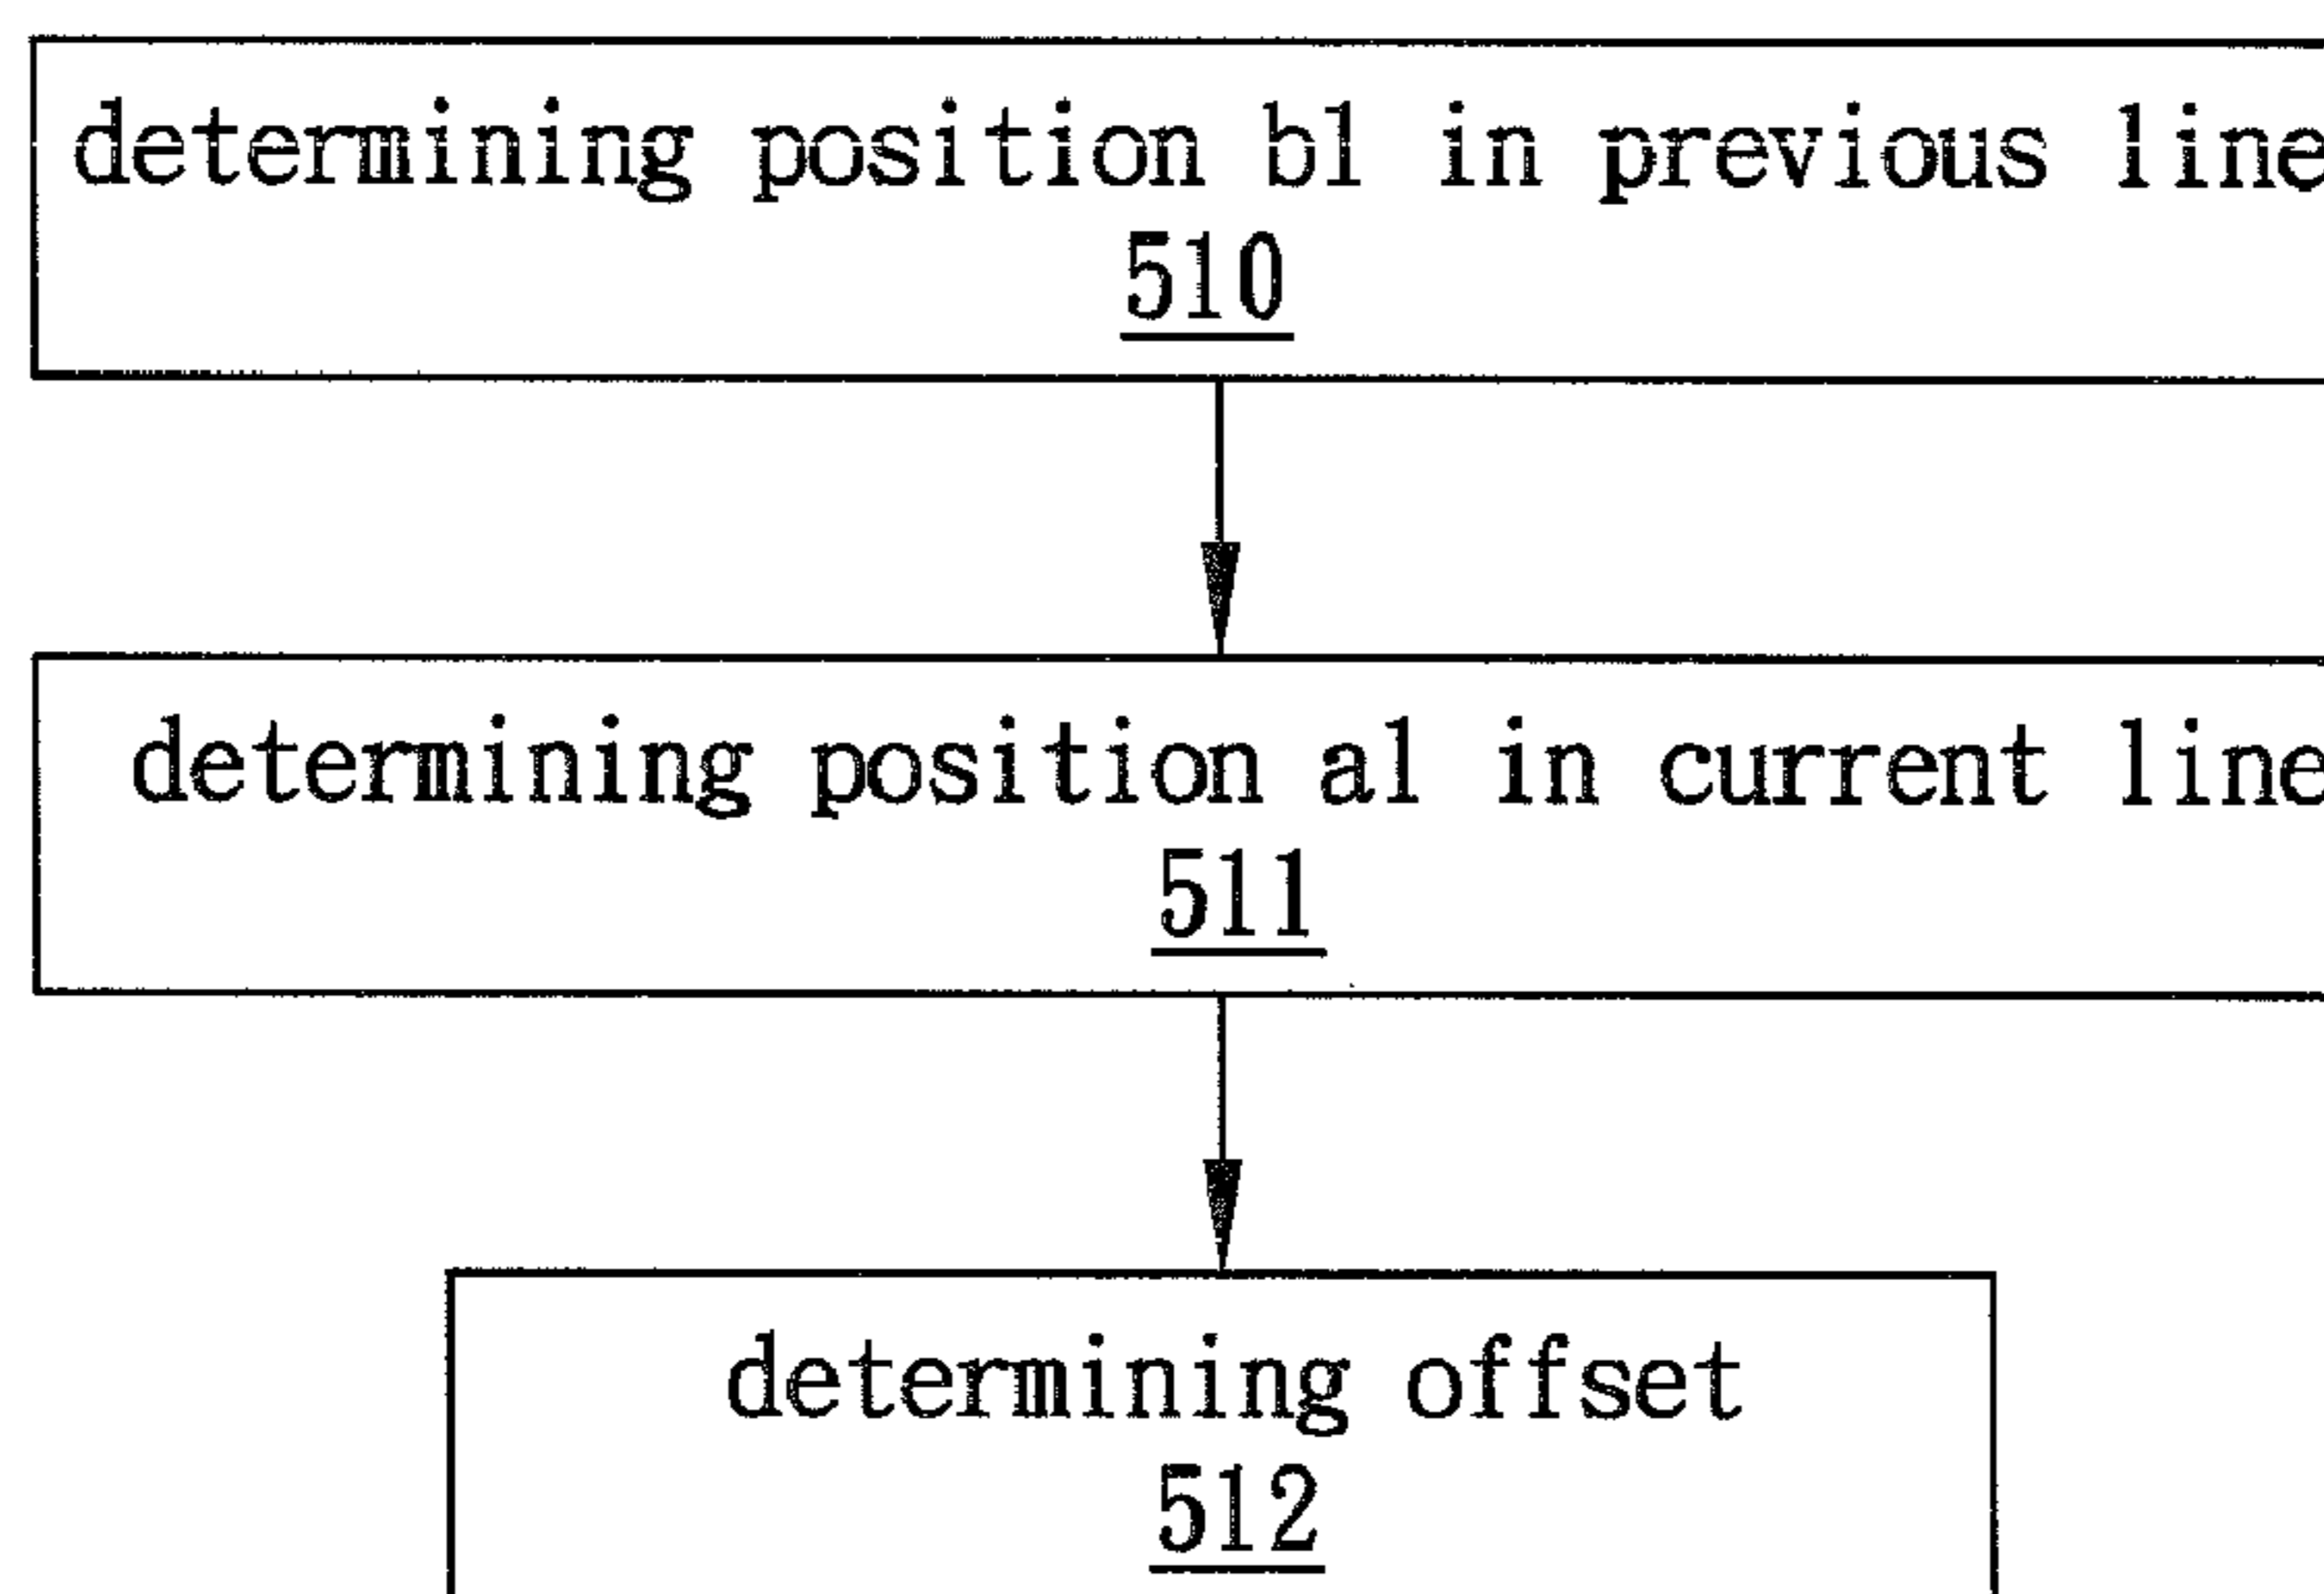 determining position b1 in previous line
510
determining position a1 in current line
511
determining offset
512